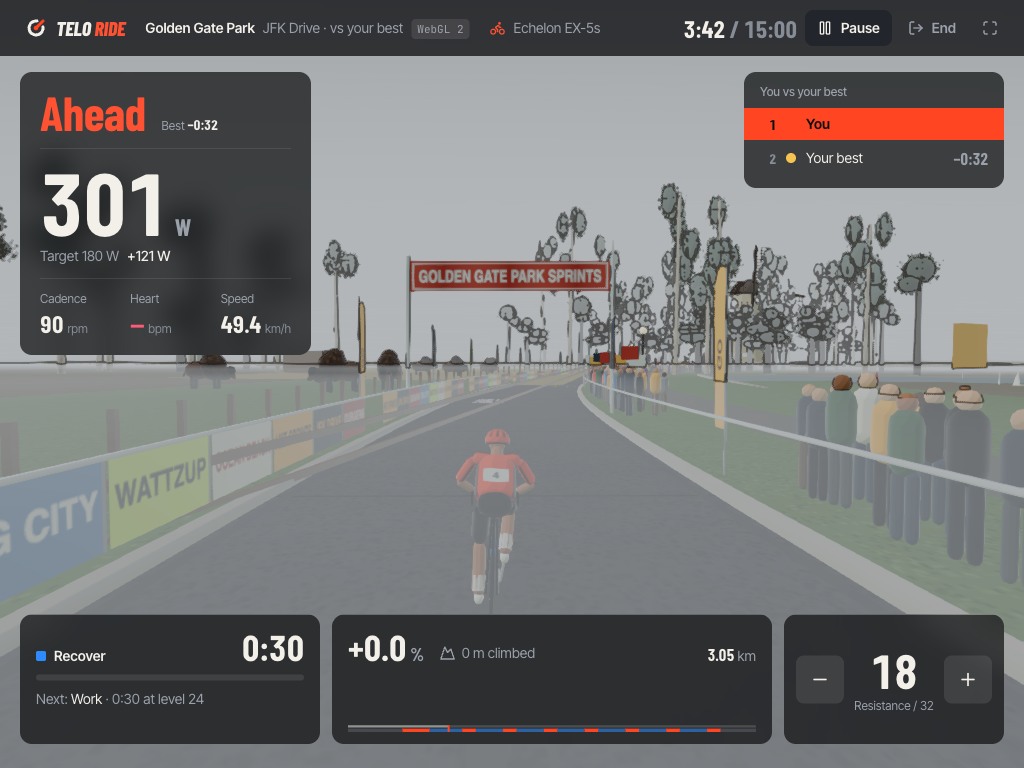 TELO RIDE
Golden Gate Park JFK Drive · vs your best WebGL 2
Echelon EX-5s
3:42 / 15:00
Pause
End
Ahead Best −0:32
301 W
Target 180 W +121 W
Cadence Heart Speed
90 rpm – bpm 49.4 km/h
You vs your best
1 You
2 Your best −0:32
GOLDEN GATE PARK SPRINTS
G CITY
WATTZUP
4
Recover 0:30
Next: Work · 0:30 at level 24
+0.0 % 0 m climbed 3.05 km
− 18 +
Resistance / 32